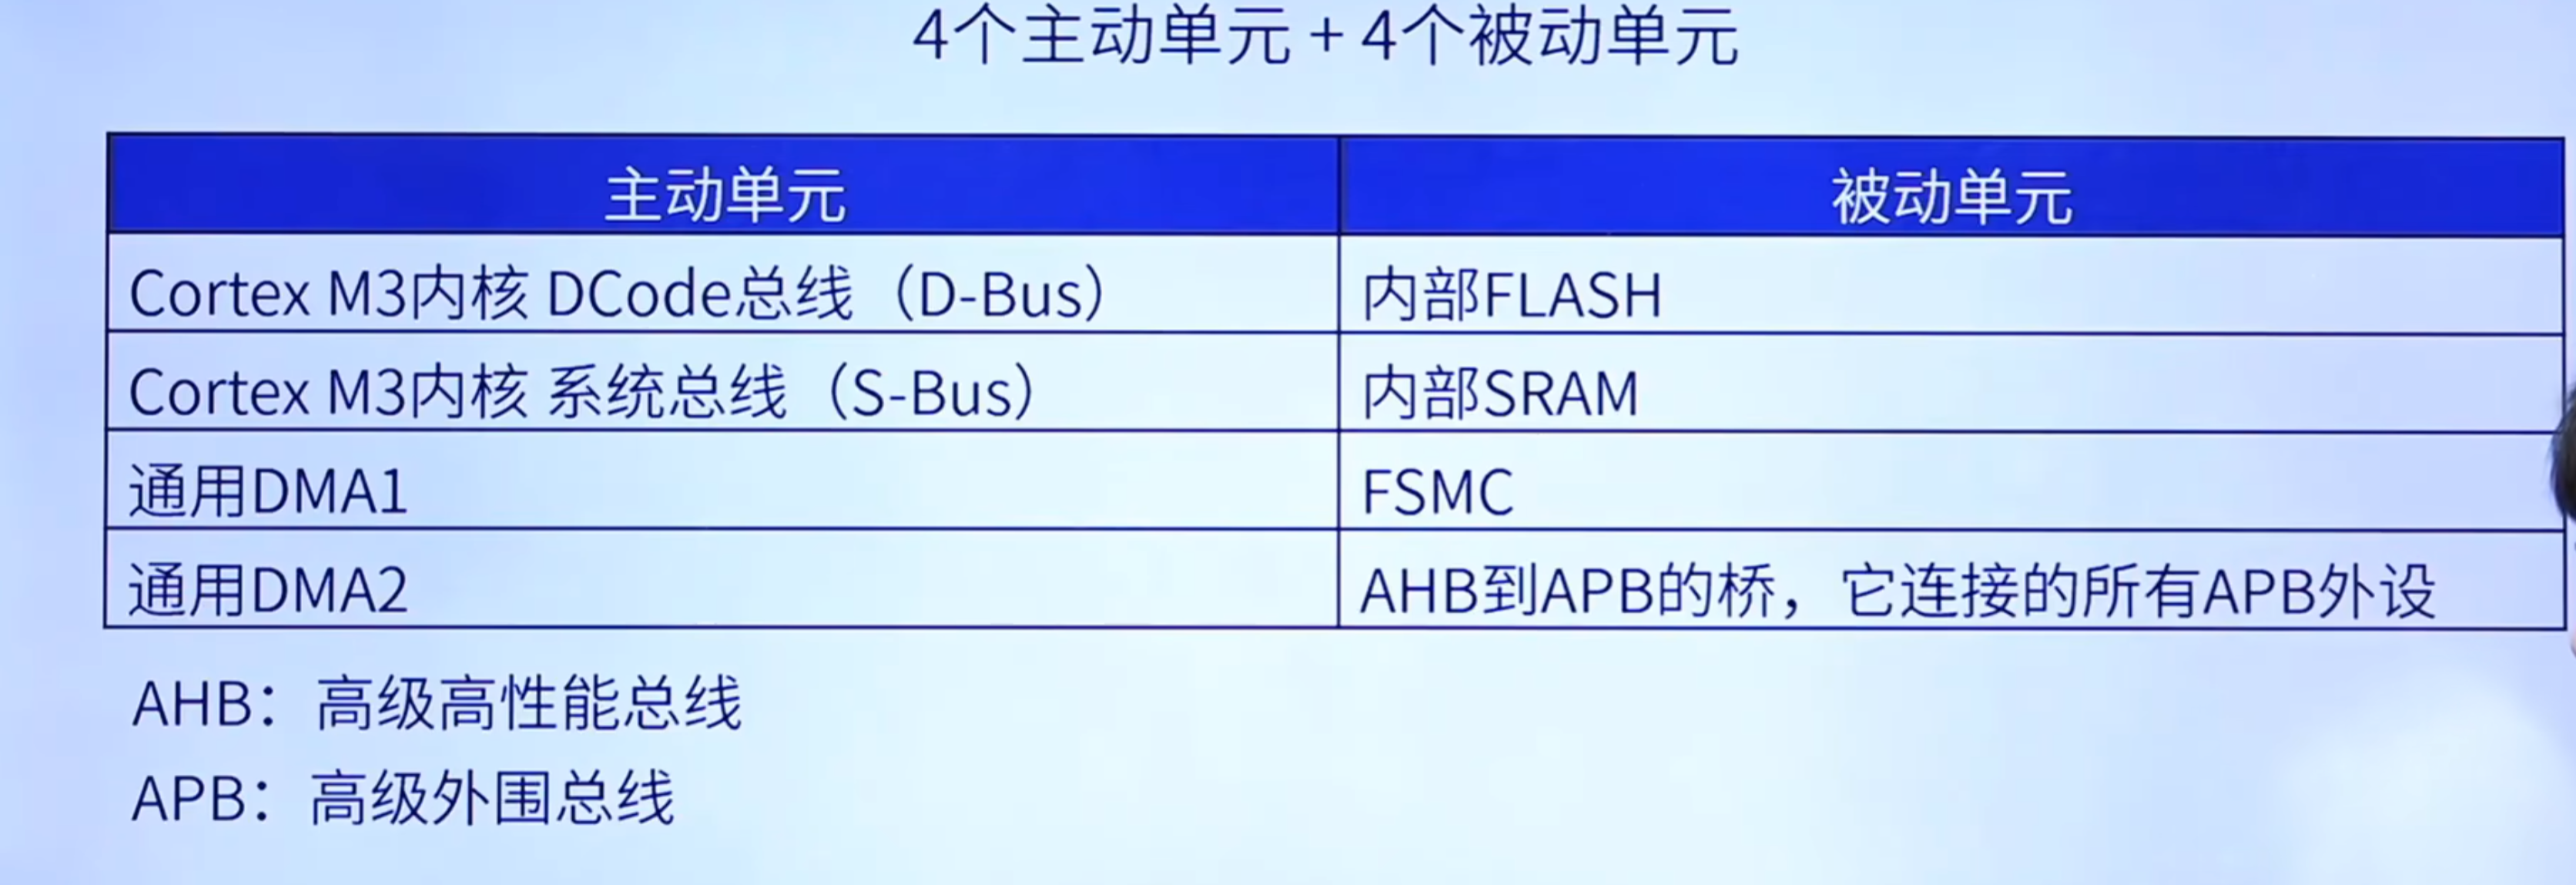 4个主动单元 + 4个被动单元
主动单元
被动单元
Cortex M3内核 DCode总线（D-Bus）
内部FLASH
Cortex M3内核 系统总线（S-Bus）
内部SRAM
通用DMA1
FSMC
通用DMA2
AHB到APB的桥，它连接的所有APB外设
AHB：高级高性能总线
APB：高级外围总线